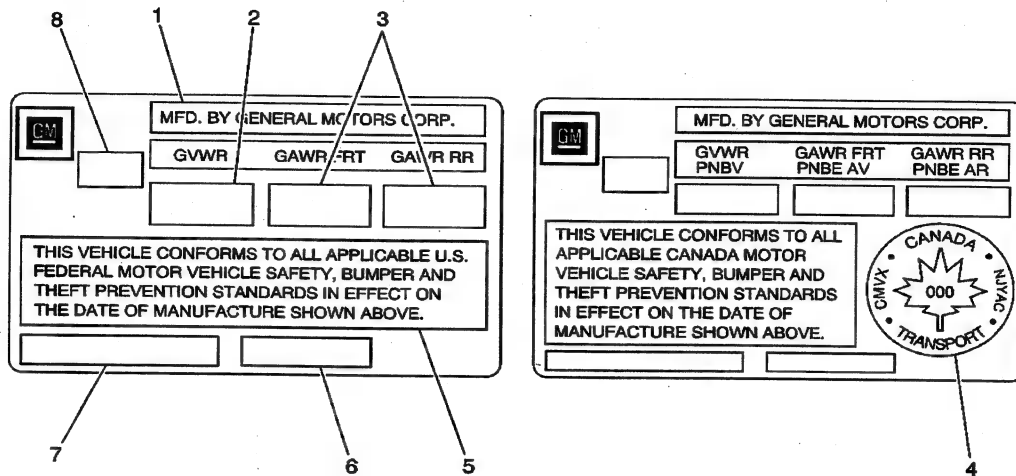 8 1 2 3
GM
MFD. BY GENERAL MOTORS CORP.
GVWR GAWR FRT GAWR RR
THIS VEHICLE CONFORMS TO ALL APPLICABLE U.S.
FEDERAL MOTOR VEHICLE SAFETY, BUMPER AND
THEFT PREVENTION STANDARDS IN EFFECT ON
THE DATE OF MANUFACTURE SHOWN ABOVE.
7 6 5
GM
MFD. BY GENERAL MOTORS CORP.
GVWR GAWR FRT GAWR RR
PNBV PNBE AV PNBE AR
THIS VEHICLE CONFORMS TO ALL
APPLICABLE CANADA MOTOR
VEHICLE SAFETY, BUMPER AND
THEFT PREVENTION STANDARDS
IN EFFECT ON THE DATE OF
MANUFACTURE SHOWN ABOVE.
CANADA
CMVX
000
NJYAC
TRANSPORT
4